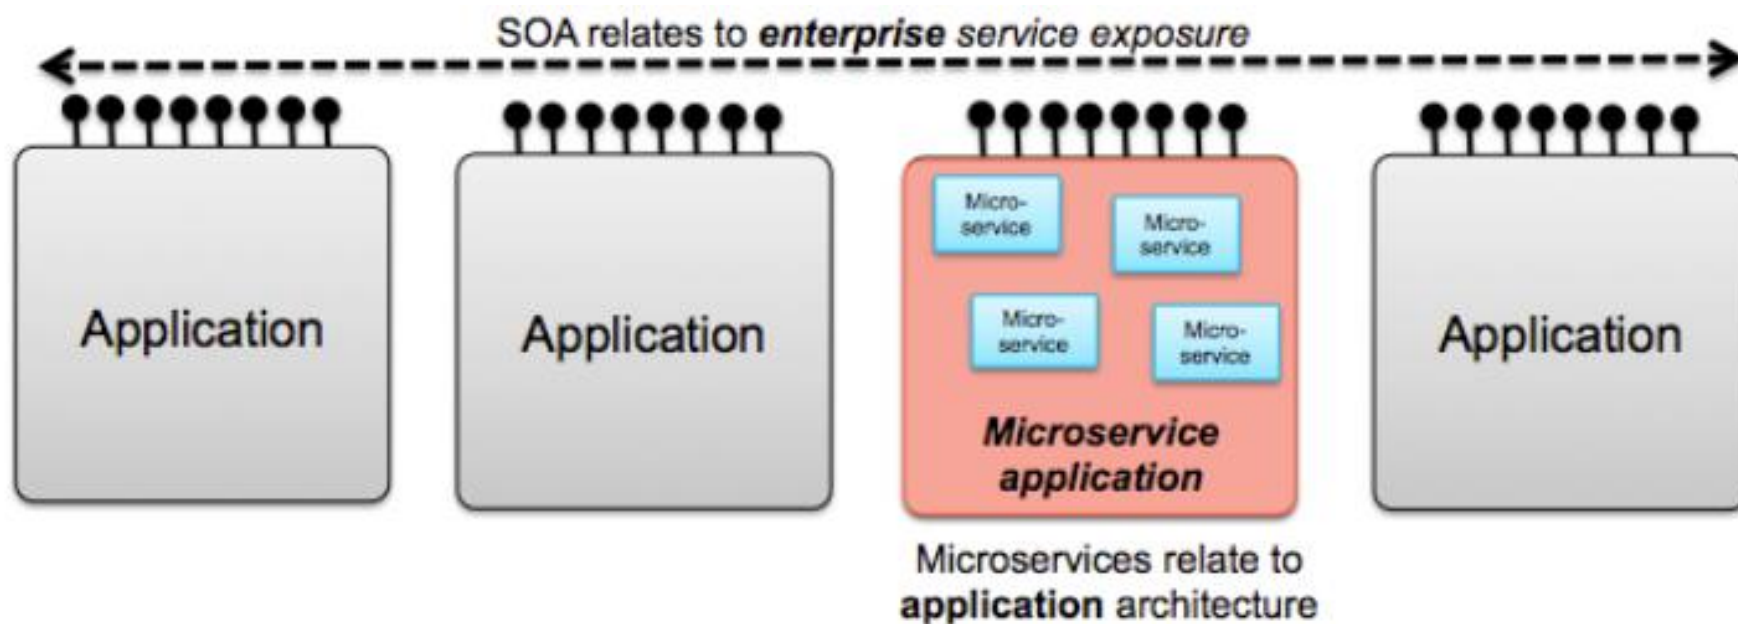 SOA relates to enterprise service exposure
Application
Application
Micro-
service
Micro-
service
Micro-
service
Micro-
service
Microservice
application
Application
Microservices relate to
application architecture